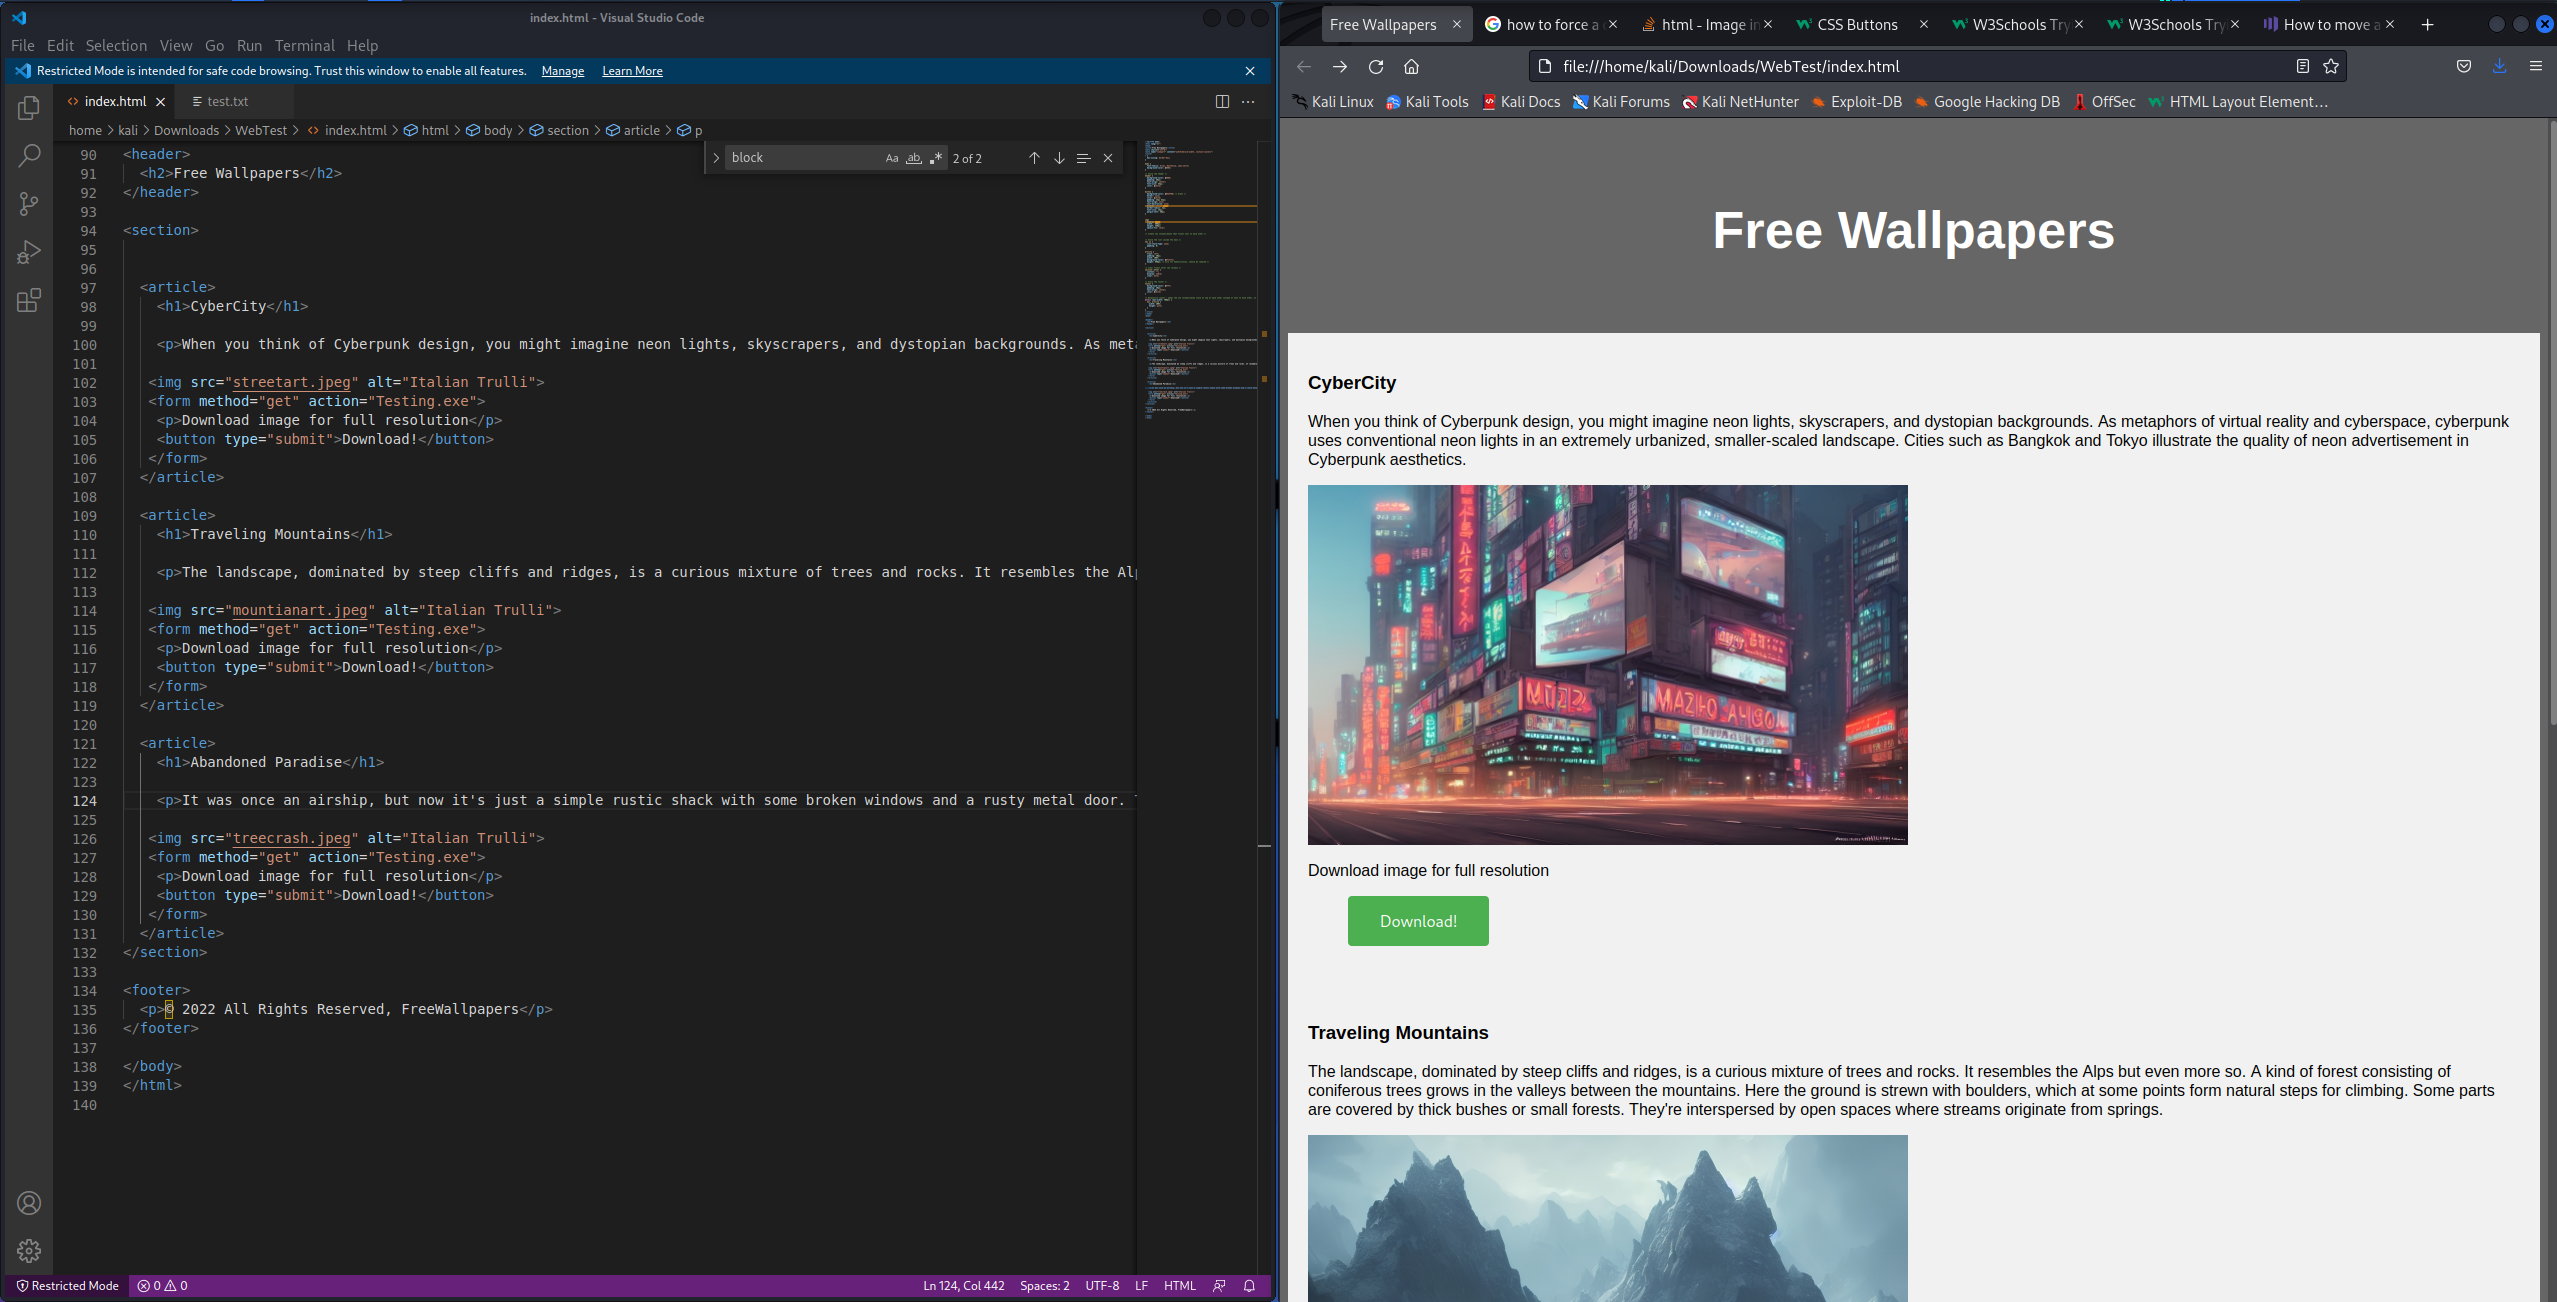 index.html - Visual Studio Code
File Edit Selection View Go Run Terminal Help
Restricted Mode is intended for safe code browsing. Trust this window to enable all features. Manage Learn More
index.html test.txt
home > kali > Downloads > WebTest > index.html > html > body > section > article > p
block Aa ab 2 of 2
90 <header>
91 <h2>Free Wallpapers</h2>
92 </header>
93
94 <section>
95
96
97 <article>
98 <h1>CyberCity</h1>
99
100 <p>When you think of Cyberpunk design, you might imagine neon lights, skyscrapers, and dystopian backgrounds. As meta
101
102 <img src="streetart.jpeg" alt="Italian Trulli">
103 <form method="get" action="Testing.exe">
104 <p>Download image for full resolution</p>
105 <button type="submit">Download!</button>
106 </form>
107 </article>
108
109 <article>
110 <h1>Traveling Mountains</h1>
111
112 <p>The landscape, dominated by steep cliffs and ridges, is a curious mixture of trees and rocks. It resembles the Alp
113
114 <img src="mountianart.jpeg" alt="Italian Trulli">
115 <form method="get" action="Testing.exe">
116 <p>Download image for full resolution</p>
117 <button type="submit">Download!</button>
118 </form>
119 </article>
120
121 <article>
122 <h1>Abandoned Paradise</h1>
123
124 <p>It was once an airship, but now it's just a simple rustic shack with some broken windows and a rusty metal door.
125
126 <img src="treecrash.jpeg" alt="Italian Trulli">
127 <form method="get" action="Testing.exe">
128 <p>Download image for full resolution</p>
129 <button type="submit">Download!</button>
130 </form>
131 </article>
132 </section>
133
134 <footer>
135 <p>© 2022 All Rights Reserved, FreeWallpapers</p>
136 </footer>
137
138 </body>
139 </html>
140
Restricted Mode 0 0 Ln 124, Col 442 Spaces: 2 UTF-8 LF HTML
Free Wallpapers how to force a html - Image in CSS Buttons W3Schools Try W3Schools Try How to move a
file:///home/kali/Downloads/WebTest/index.html
Kali Linux Kali Tools Kali Docs Kali Forums Kali NetHunter Exploit-DB Google Hacking DB OffSec HTML Layout Element…
Free Wallpapers
CyberCity
When you think of Cyberpunk design, you might imagine neon lights, skyscrapers, and dystopian backgrounds. As metaphors of virtual reality and cyberspace, cyberpunk
uses conventional neon lights in an extremely urbanized, smaller-scaled landscape. Cities such as Bangkok and Tokyo illustrate the quality of neon advertisement in
Cyberpunk aesthetics.
Download image for full resolution
Download!
Traveling Mountains
The landscape, dominated by steep cliffs and ridges, is a curious mixture of trees and rocks. It resembles the Alps but even more so. A kind of forest consisting of
coniferous trees grows in the valleys between the mountains. Here the ground is strewn with boulders, which at some points form natural steps for climbing. Some parts
are covered by thick bushes or small forests. They're interspersed by open spaces where streams originate from springs.